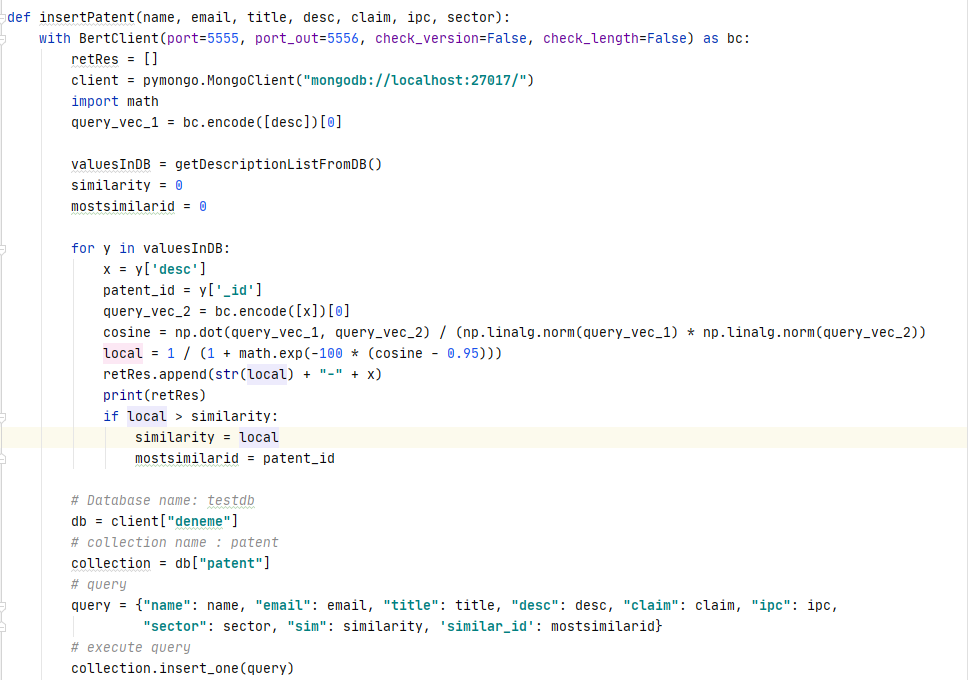 def insertPatent(name, email, title, desc, claim, ipc, sector):
    with BertClient(port=5555, port_out=5556, check_version=False, check_length=False) as bc:
        retRes = []
        client = pymongo.MongoClient("mongodb://localhost:27017/")
        import math
        query_vec_1 = bc.encode([desc])[0]

        valuesInDB = getDescriptionListFromDB()
        similarity = 0
        mostsimilarid = 0

        for y in valuesInDB:
            x = y['desc']
            patent_id = y['_id']
            query_vec_2 = bc.encode([x])[0]
            cosine = np.dot(query_vec_1, query_vec_2) / (np.linalg.norm(query_vec_1) * np.linalg.norm(query_vec_2))
            local = 1 / (1 + math.exp(-100 * (cosine - 0.95)))
            retRes.append(str(local) + "-" + x)
            print(retRes)
            if local > similarity:
                similarity = local
                mostsimilarid = patent_id

        # Database name: testdb
        db = client["deneme"]
        # collection name : patent
        collection = db["patent"]
        # query
        query = {"name": name, "email": email, "title": title, "desc": desc, "claim": claim, "ipc": ipc,
                 "sector": sector, "sim": similarity, 'similar_id': mostsimilarid}
        # execute query
        collection.insert_one(query)